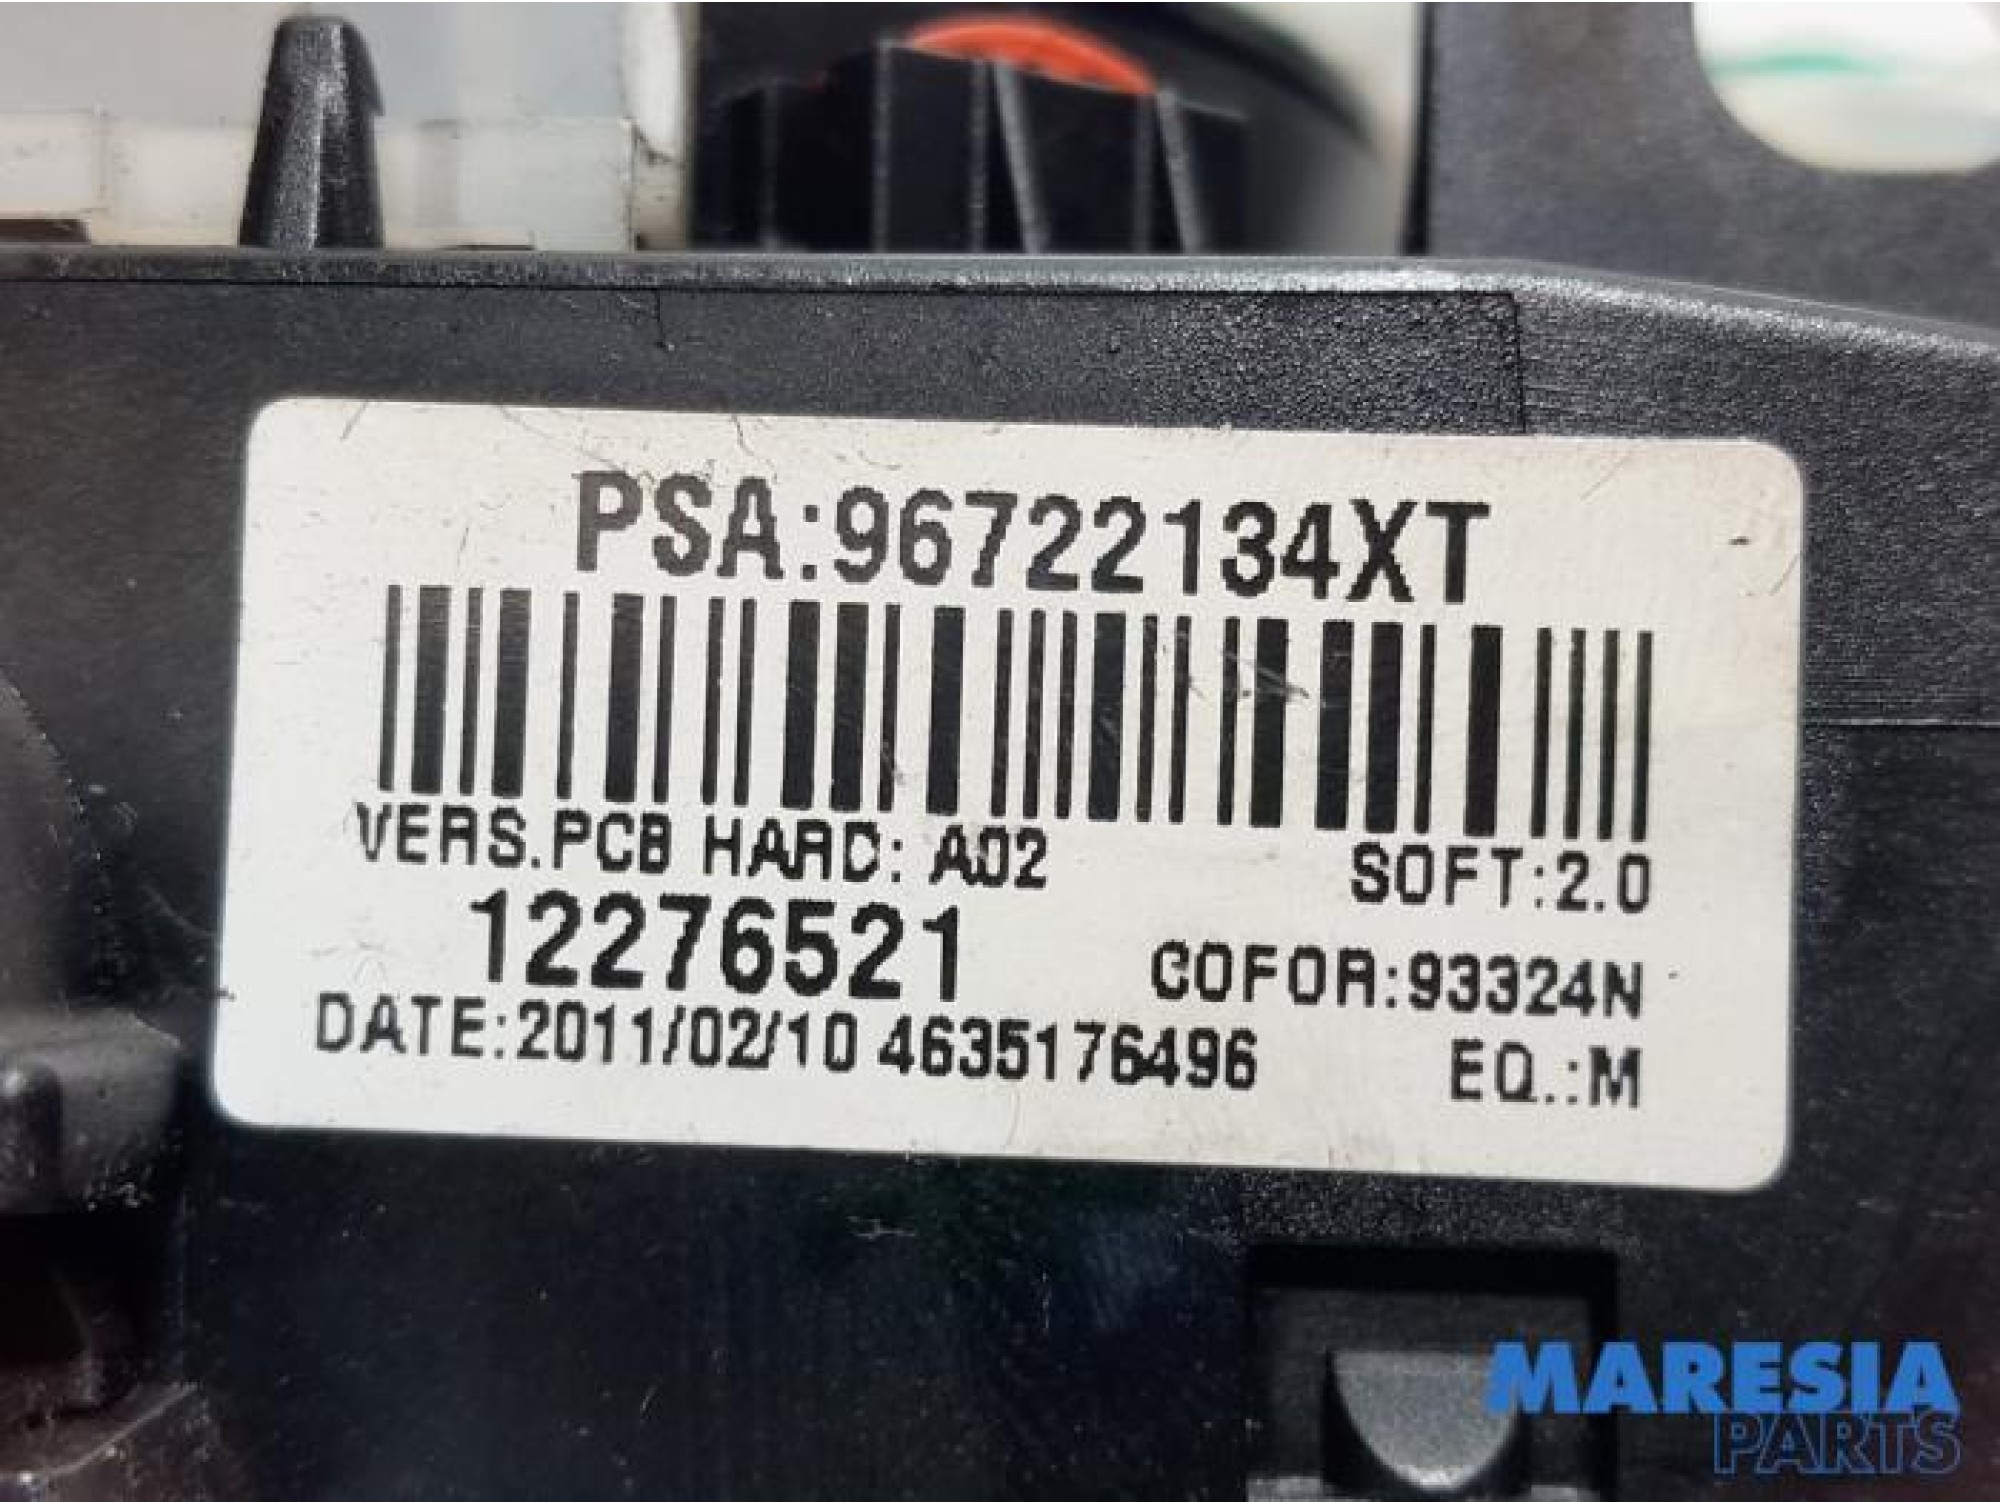 PSA:96722134XT
VERS.PCB HARD: A02
SOFT:2.0
12276521
COFOR:93324N
DATE:2011/02/10 4635176496
EQ.:M
MARESIA
PARTS